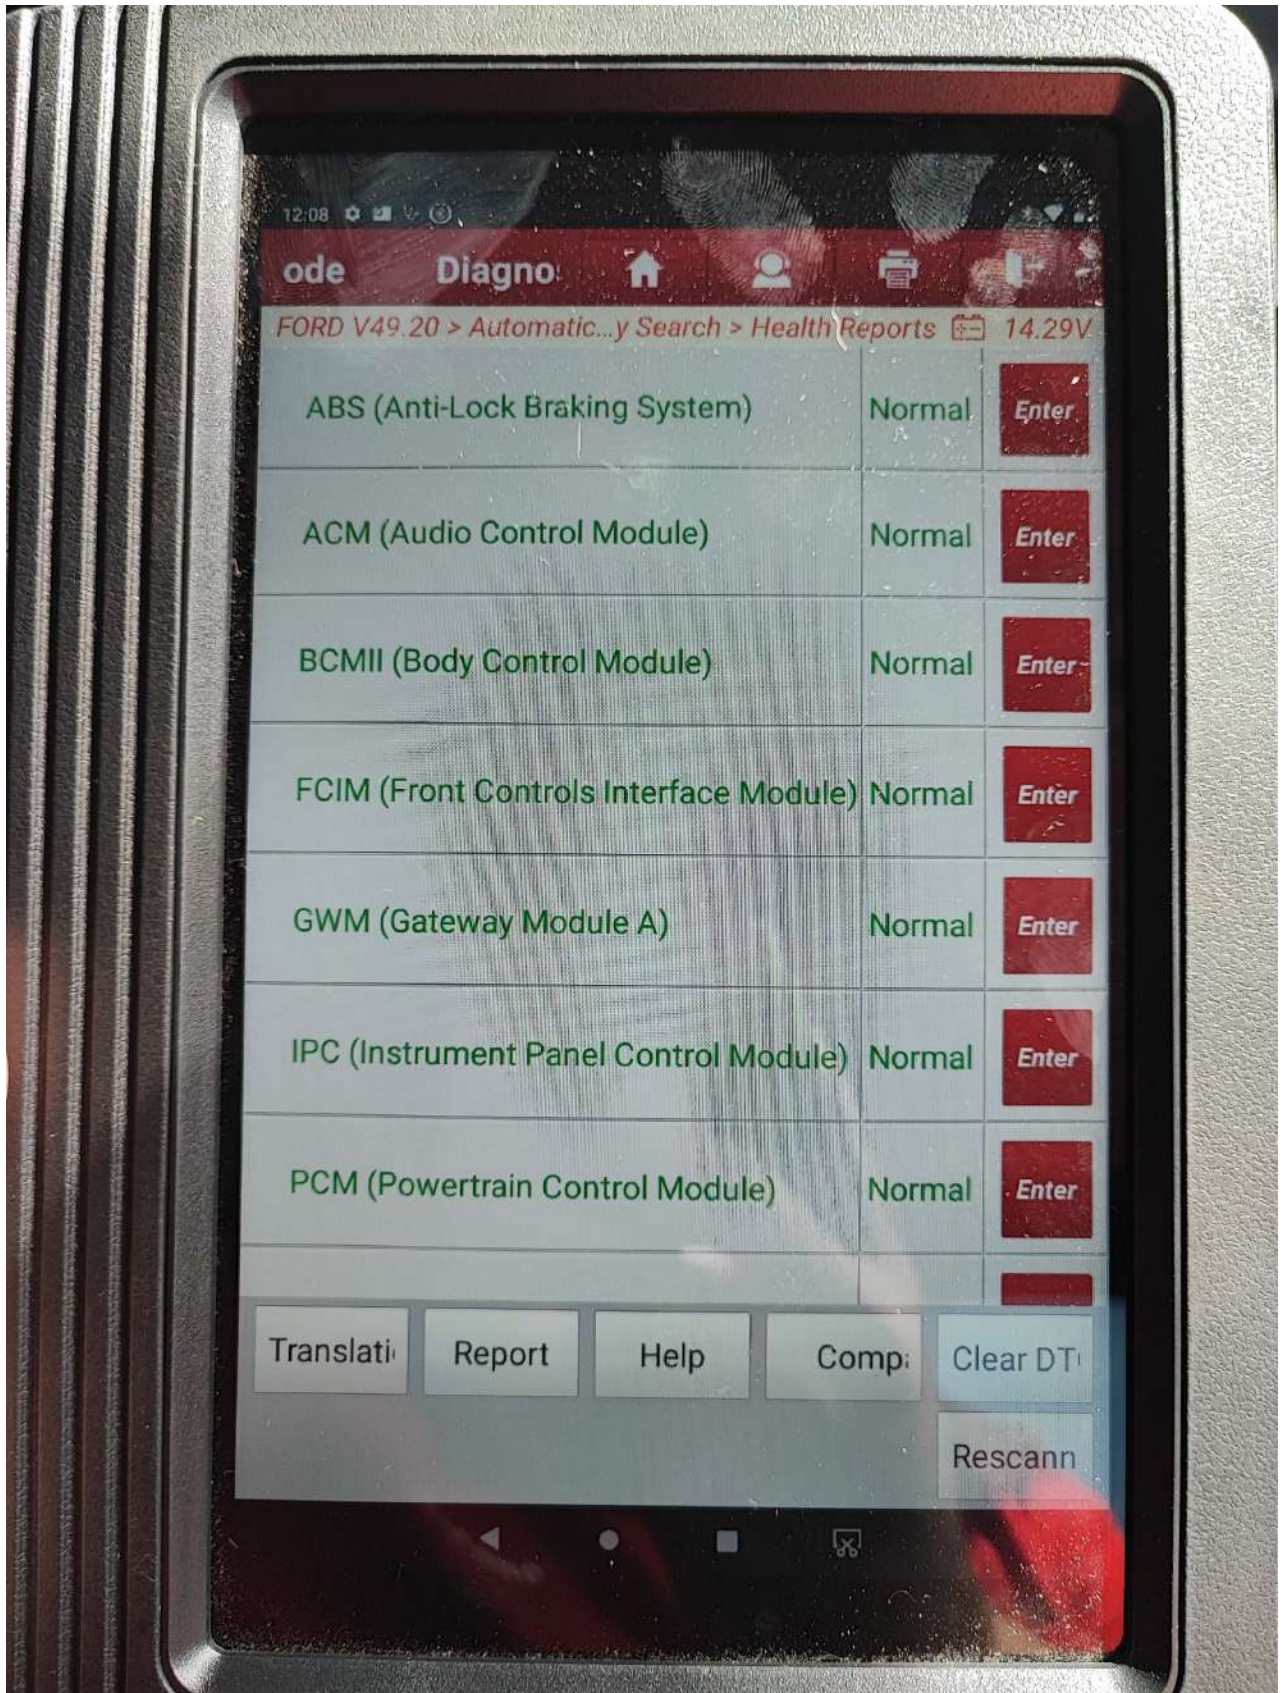 12:08
ode Diagno
FORD V49.20 > Automatic...y Search > Health Reports 14.29V
ABS (Anti-Lock Braking System) Normal Enter
ACM (Audio Control Module) Normal Enter
BCMII (Body Control Module) Normal Enter
FCIM (Front Controls Interface Module) Normal Enter
GWM (Gateway Module A) Normal Enter
IPC (Instrument Panel Control Module) Normal Enter
PCM (Powertrain Control Module) Normal Enter
Translati Report Help Comp Clear DT
Rescann